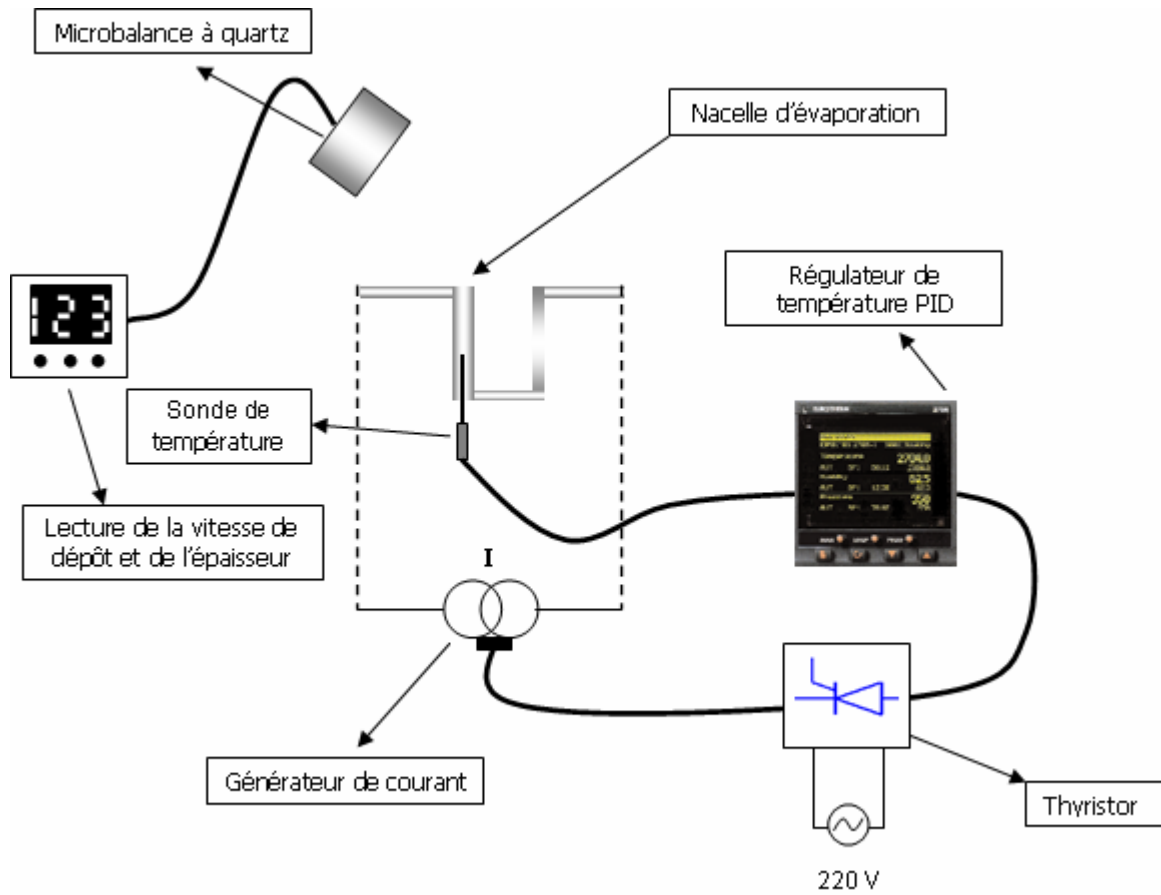 Microbalance à quartz
Nacelle d'évaporation
Régulateur de
température PID
123
Sonde de
température
Lecture de la vitesse de
dépôt et de l'épaisseur
I
Générateur de courant
Thyristor
220 V